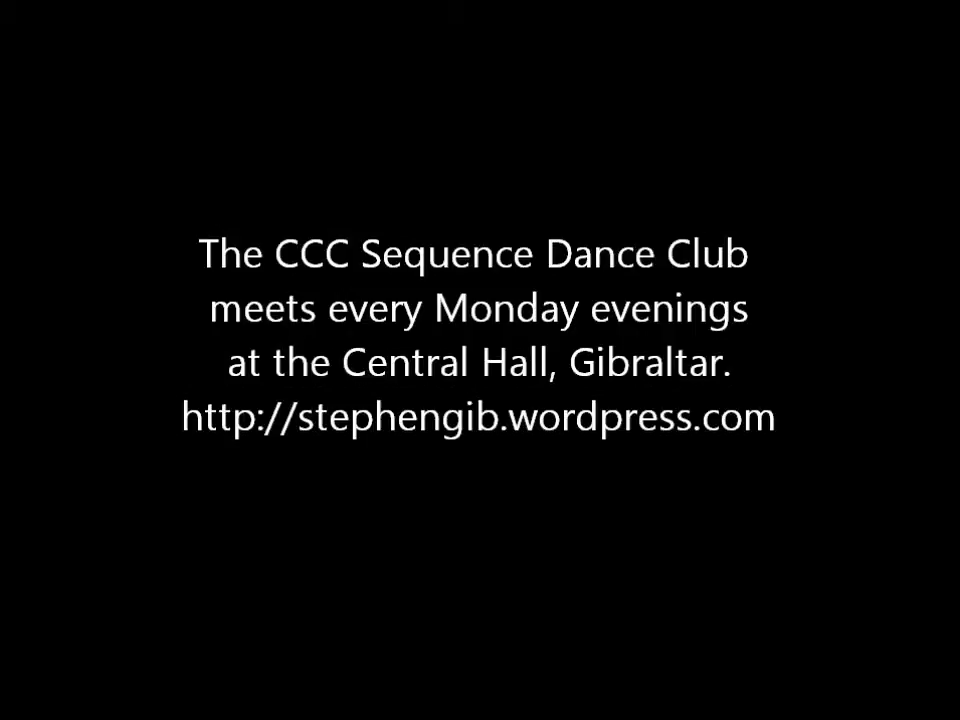 The CCC Sequence Dance Club
meets every Monday evenings
at the Central Hall, Gibraltar.
http://stephengib.wordpress.com